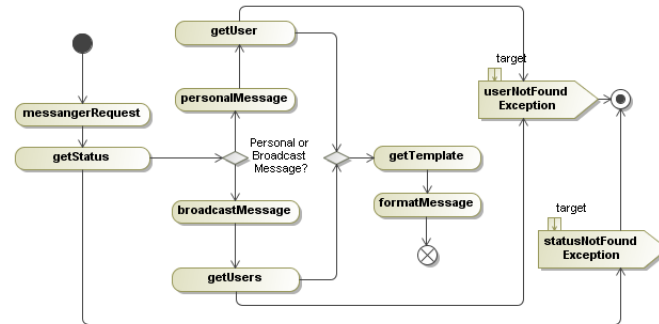 getUser
target
personalMessage
userNotFound
Exception
messangerRequest
Personal or
Broadcast
Message?
getStatus
getTemplate
broadcastMessage
formatMessage
target
statusNotFound
Exception
getUsers